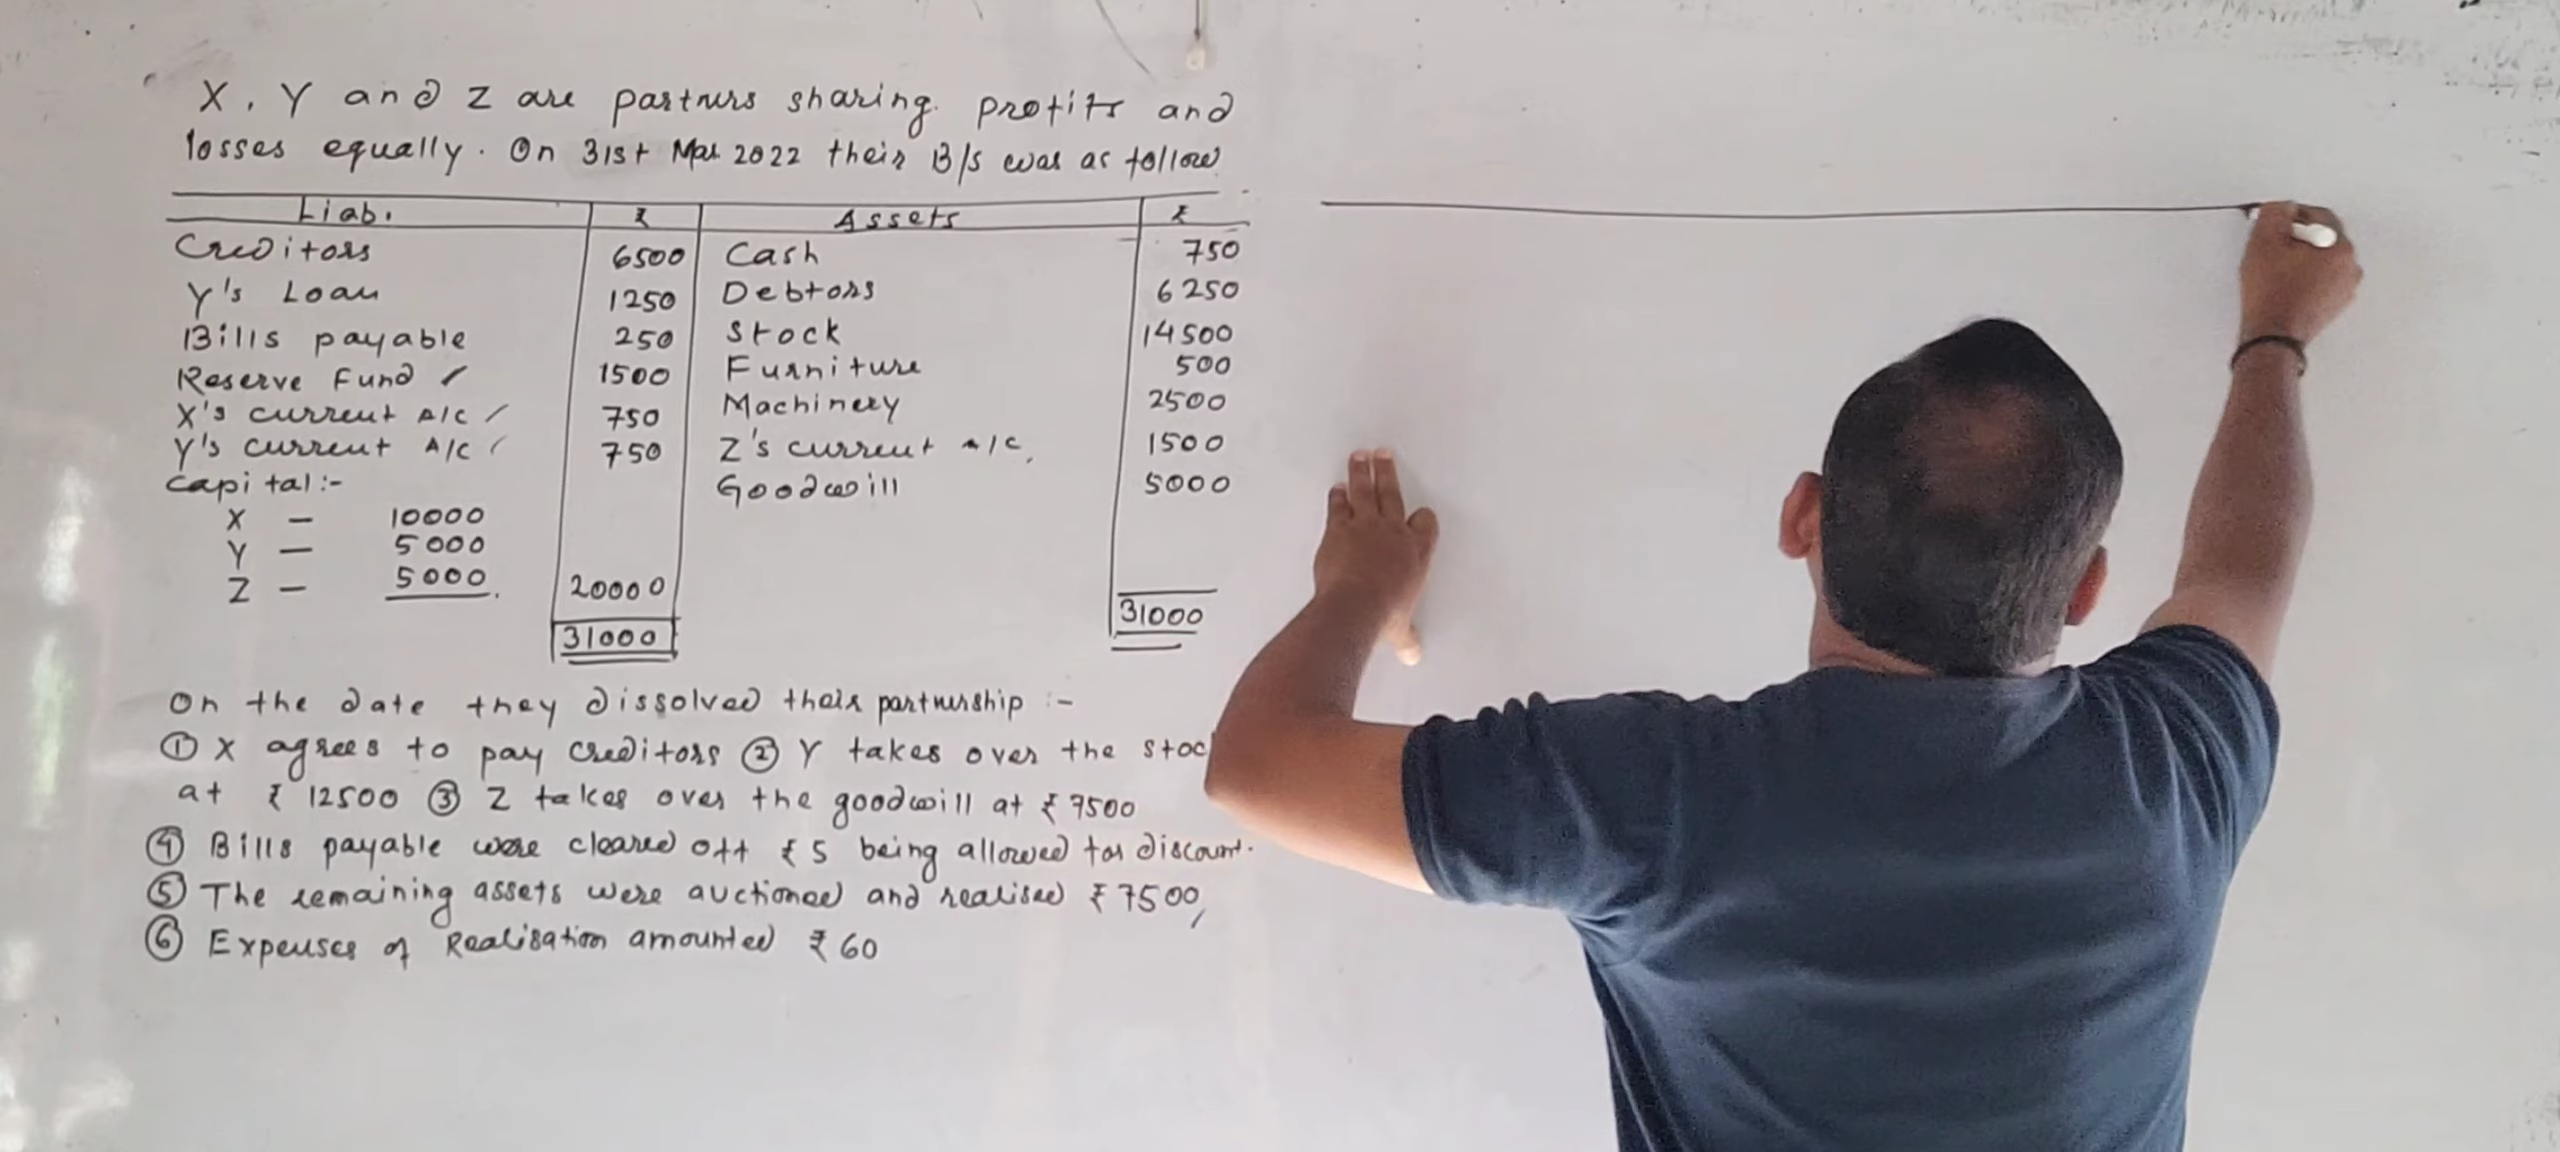 X, Y and Z are partners sharing profits and
losses equally. On 31st Mar 2022 their B/S was as follow
Liab. ₹ Assets ₹
Creditors 6500 Cash 750
Y's Loan 1250 Debtors 6250
Bills payable 250 Stock 14500
Reserve Fund 1500 Furniture 500
X's current A/c 750 Machinery 2500
Y's current A/c 750 Z's current A/c 1500
Capital:- Goodwill 5000
X — 10000
Y — 5000
Z — 5000 20000
31000 31000
On the date they dissolved their partnership :-
① X agrees to pay creditors ② Y takes over the stoc
at ₹ 12500 ③ Z takes over the goodwill at ₹ 7500
④ Bills payable were cleared off ₹5 being allowed for discount.
⑤ The remaining assets were auctioned and realised ₹ 7500
⑥ Expenses of Realisation amounted ₹ 60